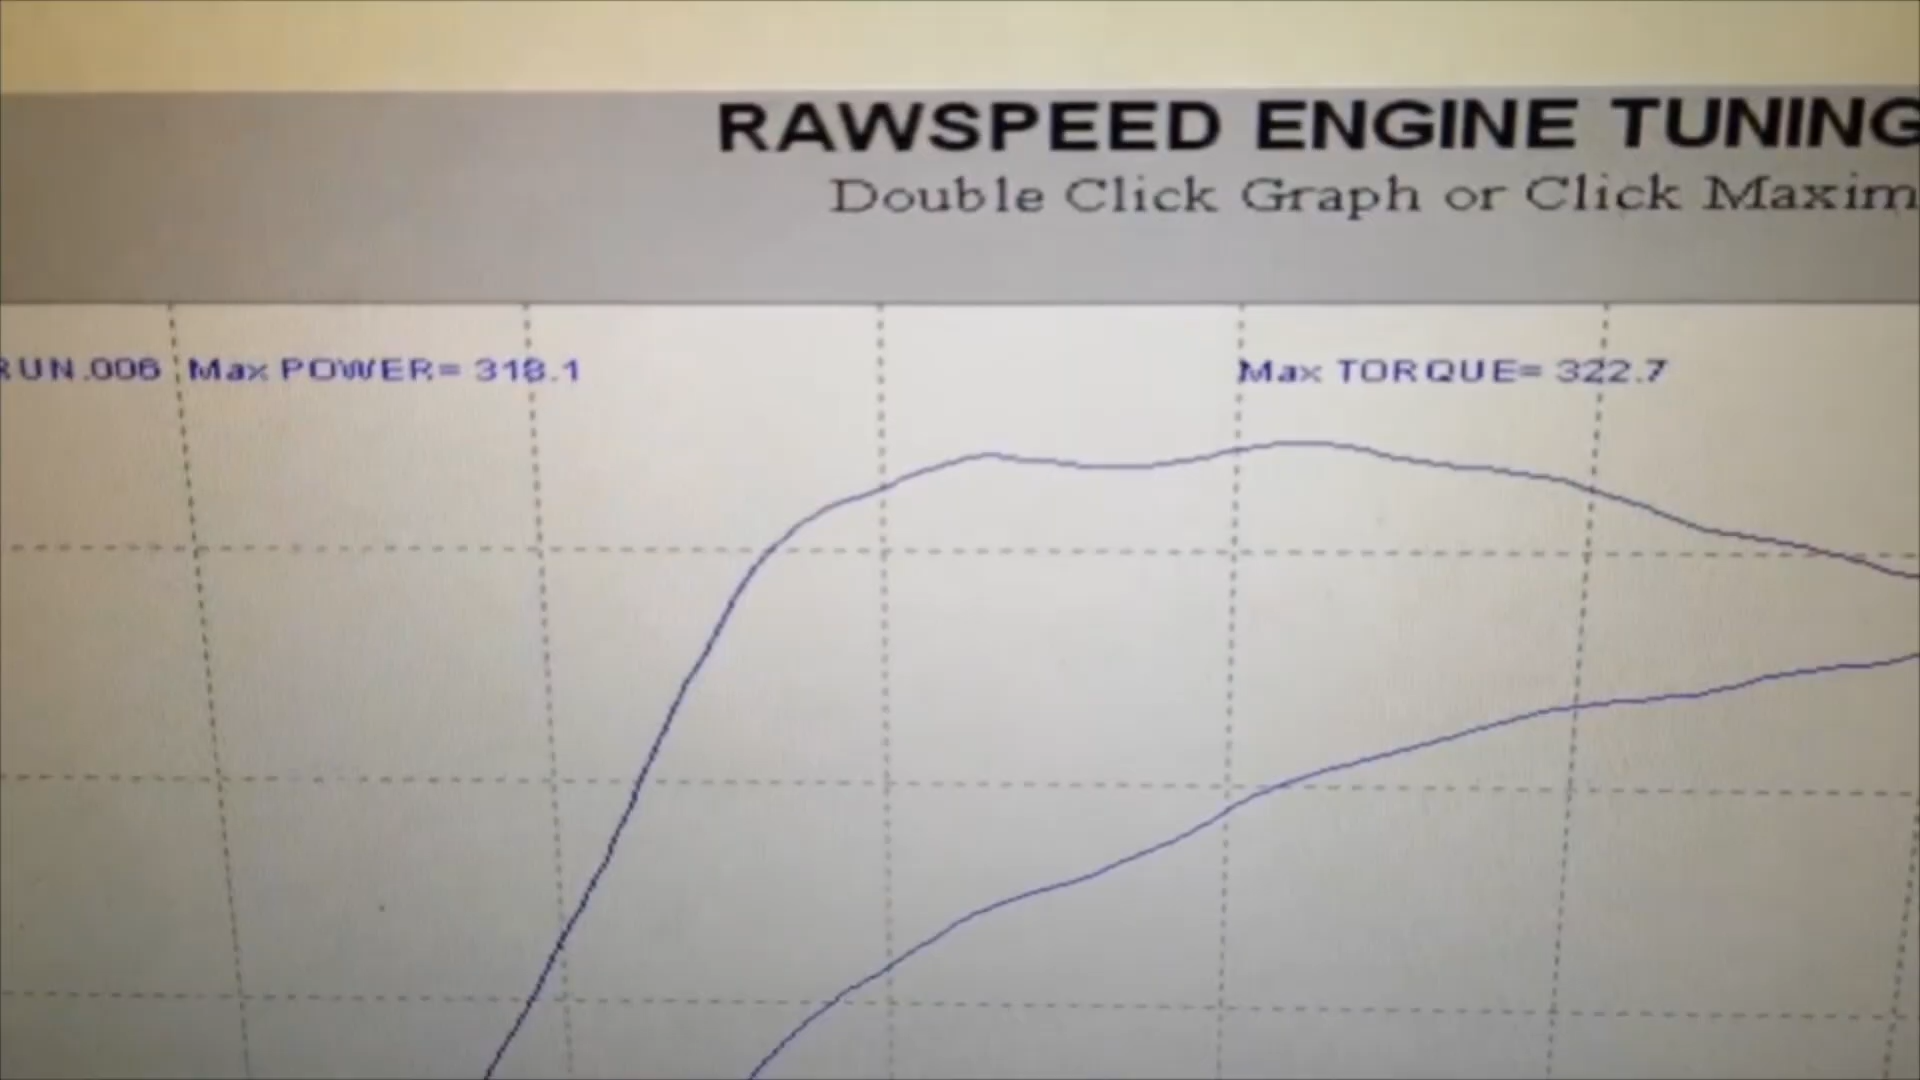 RAWSPEED ENGINE TUNING
Double Click Graph or Click Maxim
RUN.006 Max POWER= 318.1 Max TORQUE= 322.7